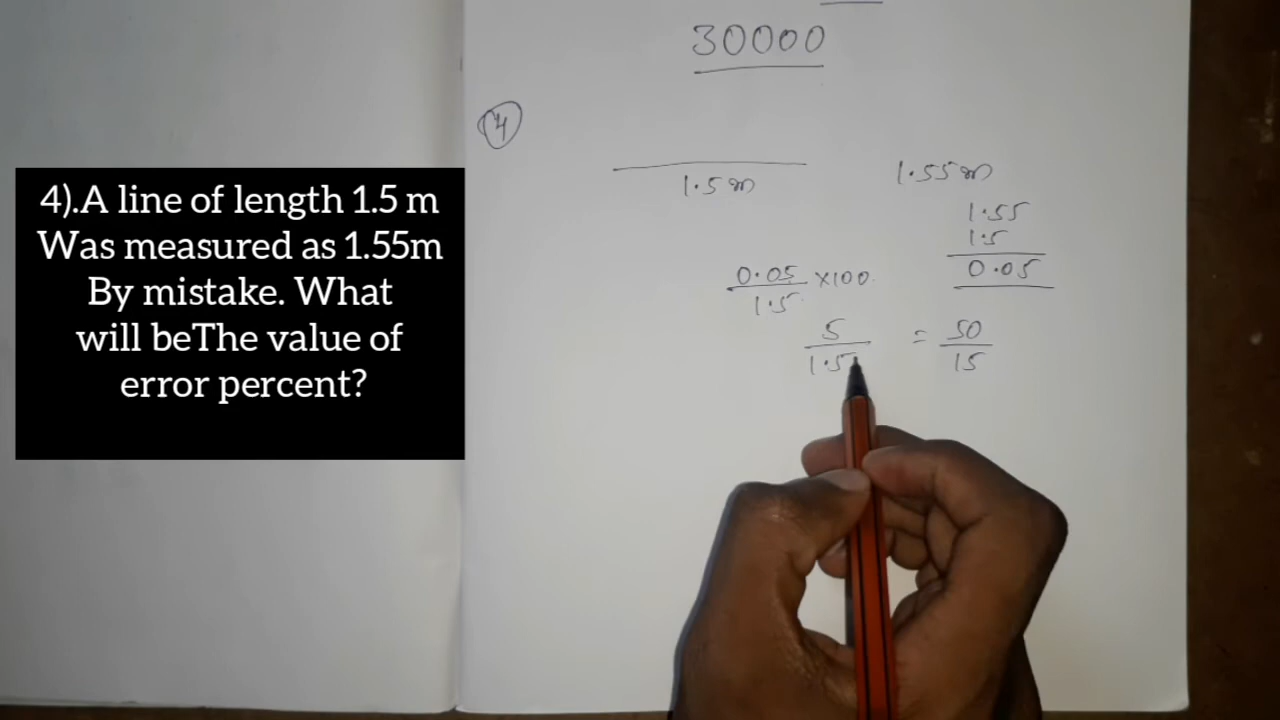 30000
4
4).A line of length 1.5 m
Was measured as 1.55m
By mistake. What
will beThe value of
error percent?
1.5m
1.55m
1.55
1.5
0.05
0.05/1.5 ×100
5/1.5 = 50/15